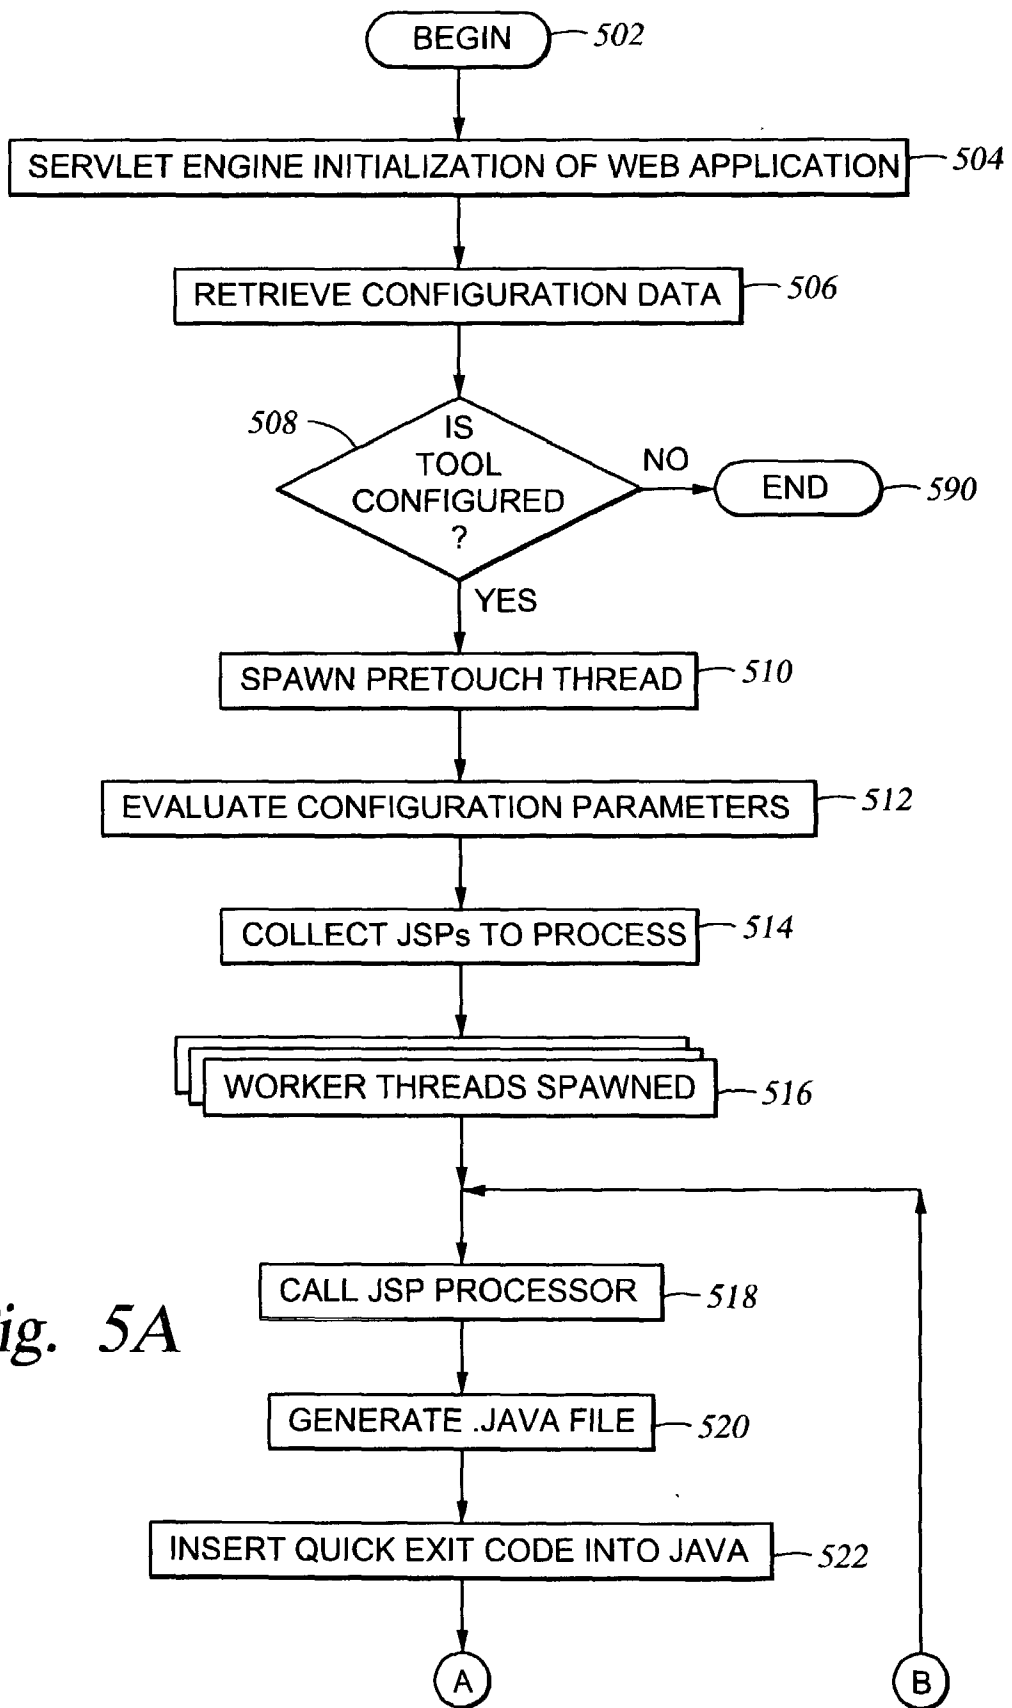 BEGIN 502
SERVLET ENGINE INITIALIZATION OF WEB APPLICATION 504
RETRIEVE CONFIGURATION DATA 506
508
IS
TOOL
CONFIGURED
?
NO
END 590
YES
SPAWN PRETOUCH THREAD 510
EVALUATE CONFIGURATION PARAMETERS 512
COLLECT JSPs TO PROCESS 514
WORKER THREADS SPAWNED 516
CALL JSP PROCESSOR 518
ig. 5A
GENERATE .JAVA FILE 520
INSERT QUICK EXIT CODE INTO JAVA 522
A
B